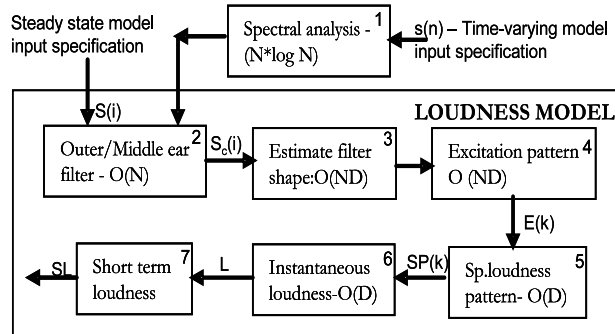 Steady state model
input specification
1
Spectral analysis -
(N*log N)
s(n) – Time-varying model
input specification
S(i)
LOUDNESS MODEL
2
Outer/Middle ear
filter - O(N)
Sc(i)
3
Estimate filter
shape:O(ND)
4
Excitation pattern
O (ND)
E(k)
5
Sp.loudness
pattern- O(D)
SP(k)
6
Instantaneous
loudness-O(D)
L
7
Short term
loudness
SL